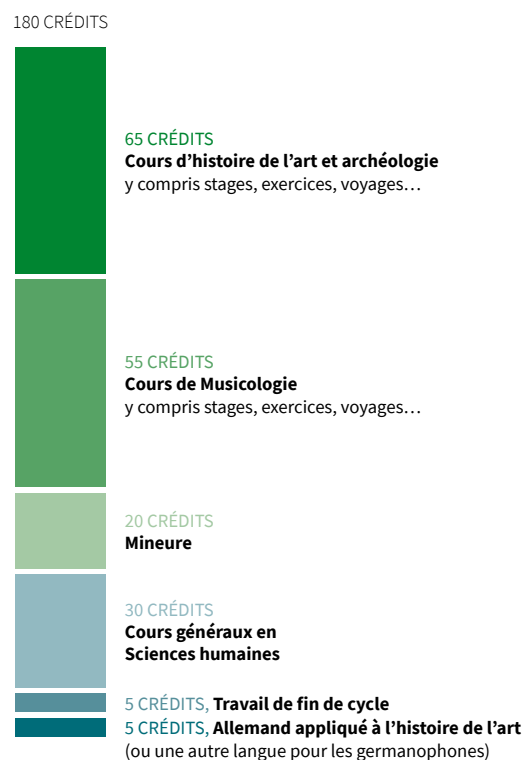 180 CRÉDITS
65 CRÉDITS
Cours d’histoire de l’art et archéologie
y compris stages, exercices, voyages…
55 CRÉDITS
Cours de Musicologie
y compris stages, exercices, voyages…
20 CRÉDITS
Mineure
30 CRÉDITS
Cours généraux en
Sciences humaines
5 CRÉDITS, Travail de fin de cycle
5 CRÉDITS, Allemand appliqué à l’histoire de l’art
(ou une autre langue pour les germanophones)